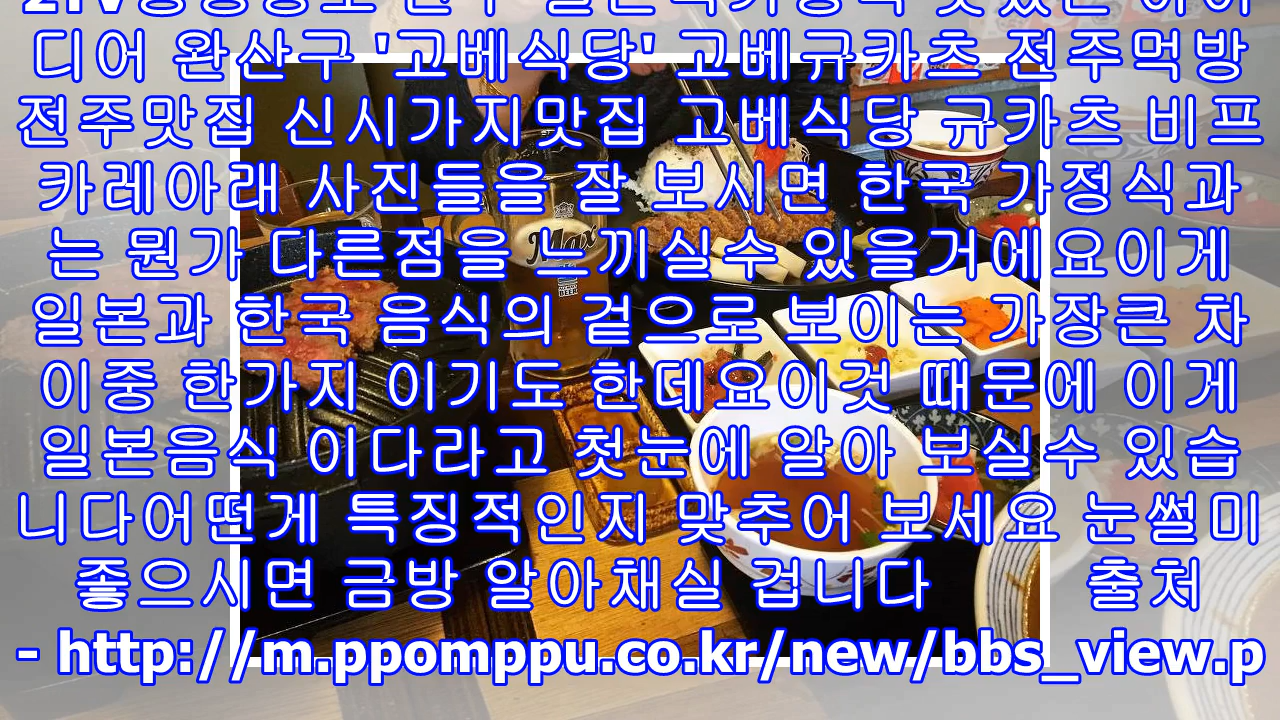 디어 완산구 '고베식당' 고베규카츠 전주먹방
전주맛집 신시가지맛집 고베식당 규카츠 비프
카레아래 사진들을 잘 보시면 한국 가정식과
는 뭔가 다른점을 느끼실수 있을거에요이게
일본과 한국 음식의 겉으로 보이는 가장큰 차
이중 한가지 이기도 한데요이것 때문에 이게
일본음식 이다라고 첫눈에 알아 보실수 있습
니다어떤게 특징적인지 맞추어 보세요 눈썰미
좋으시면 금방 알아채실 겁니다 출처
- http://m.ppomppu.co.kr/new/bbs_view.p
Max
BEER